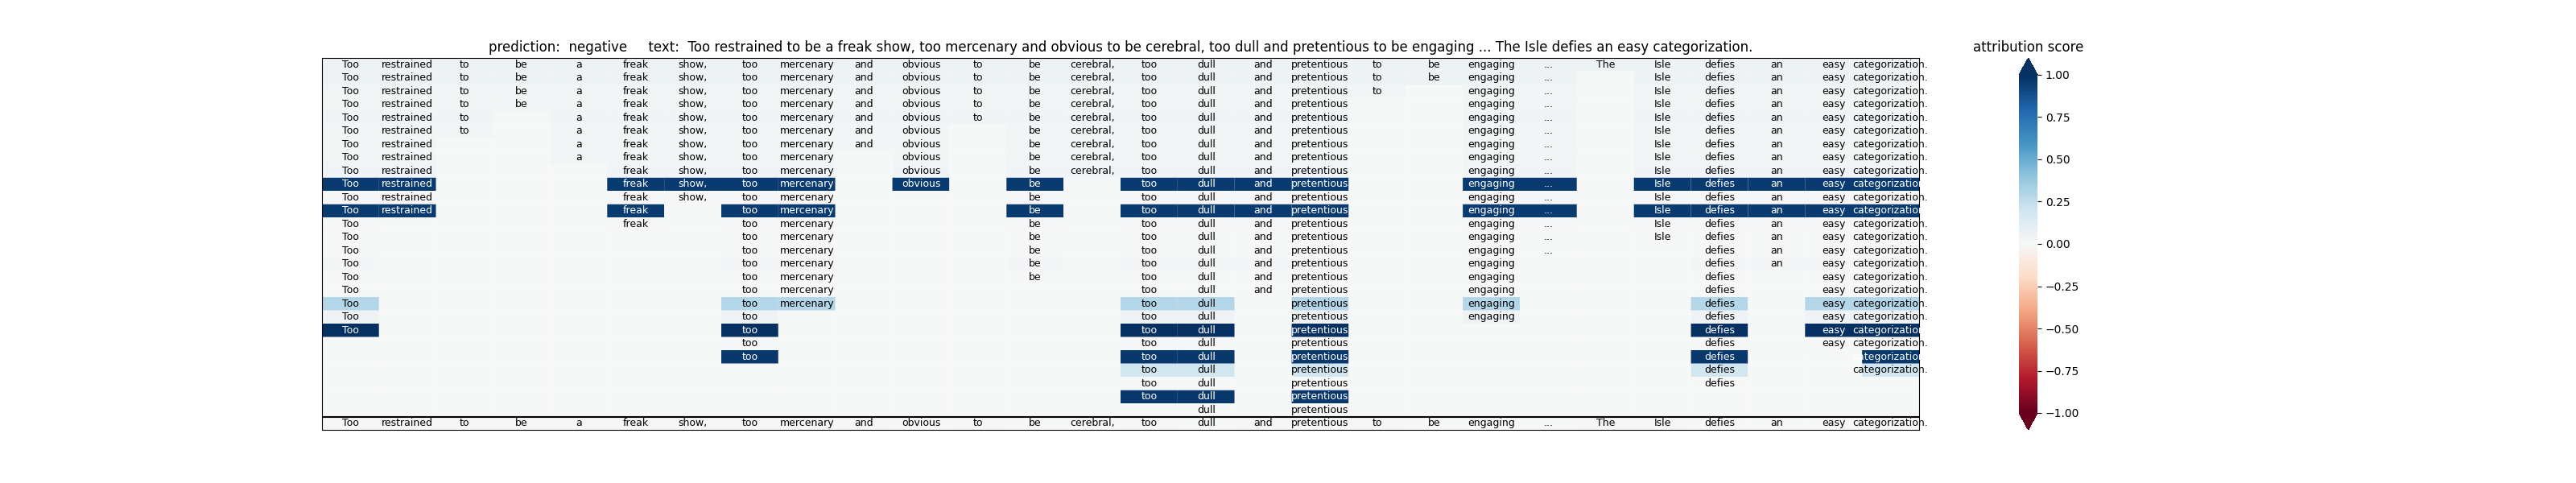 prediction:  negative     text:  Too restrained to be a freak show, too mercenary and obvious to be cerebral, too dull and pretentious to be engaging ... The Isle defies an easy categorization.
attribution score
Too restrained to be a freak show, too mercenary and obvious to be cerebral, too dull and pretentious to be engaging ... The Isle defies an easy categorization.
Too restrained to be a freak show, too mercenary and obvious to be cerebral, too dull and pretentious to be engaging ... Isle defies an easy categorization.
Too restrained to be a freak show, too mercenary and obvious to be cerebral, too dull and pretentious to engaging ... Isle defies an easy categorization.
Too restrained to be a freak show, too mercenary and obvious to be cerebral, too dull and pretentious engaging ... Isle defies an easy categorization.
Too restrained to a freak show, too mercenary and obvious to be cerebral, too dull and pretentious engaging ... Isle defies an easy categorization.
Too restrained to a freak show, too mercenary and obvious be cerebral, too dull and pretentious engaging ... Isle defies an easy categorization.
Too restrained a freak show, too mercenary and obvious be cerebral, too dull and pretentious engaging ... Isle defies an easy categorization.
Too restrained a freak show, too mercenary obvious be cerebral, too dull and pretentious engaging ... Isle defies an easy categorization.
Too restrained freak show, too mercenary obvious be cerebral, too dull and pretentious engaging ... Isle defies an easy categorization.
Too restrained freak show, too mercenary obvious be too dull and pretentious engaging ... Isle defies an easy categorization
Too restrained freak show, too mercenary be too dull and pretentious engaging ... Isle defies an easy categorization.
Too restrained freak too mercenary be too dull and pretentious engaging ... Isle defies an easy categorization
Too freak too mercenary be too dull and pretentious engaging ... Isle defies an easy categorization.
Too too mercenary be too dull and pretentious engaging ... Isle defies an easy categorization.
Too too mercenary be too dull and pretentious engaging ... defies an easy categorization.
Too too mercenary be too dull and pretentious engaging defies an easy categorization.
Too too mercenary be too dull and pretentious engaging defies easy categorization.
Too too mercenary too dull and pretentious engaging defies easy categorization.
Too too mercenary too dull pretentious engaging defies easy categorization.
Too too too dull pretentious engaging defies easy categorization.
Too too too dull pretentious defies easy categorization
too too dull pretentious defies easy categorization.
too too dull pretentious defies tegorization
too dull pretentious defies categorization.
too dull pretentious defies
too dull pretentious
dull pretentious
Too restrained to be a freak show, too mercenary and obvious to be cerebral, too dull and pretentious to be engaging ... The Isle defies an easy categorization.
1.00
0.75
0.50
0.25
0.00
−0.25
−0.50
−0.75
−1.00